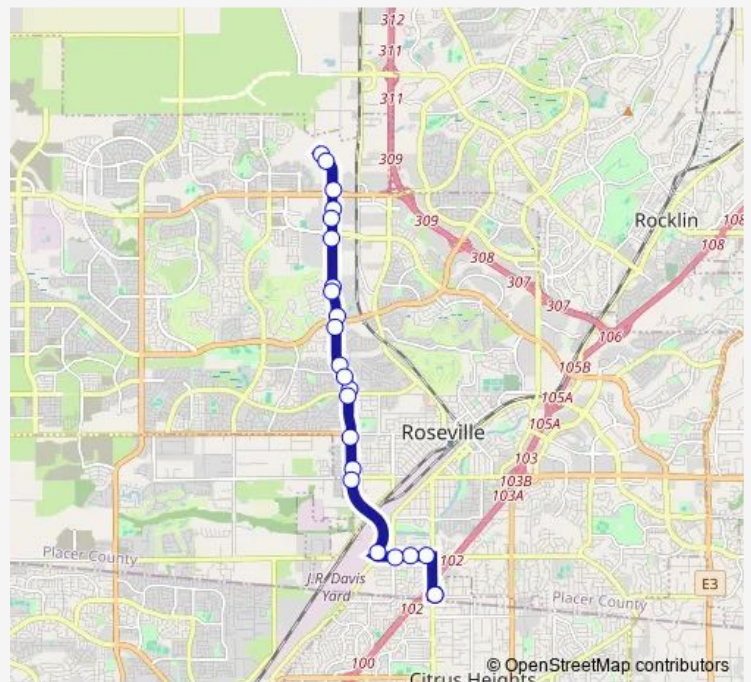 312
311
311
309
309
Rocklin
108
108
308
307
307
106
105B
105A
Roseville
105A
103
103B
103A
Placer County
102
J.R. Davis
Yard
E3
102
Placer County
100
© OpenStreetMap contributors
Citrus Heights